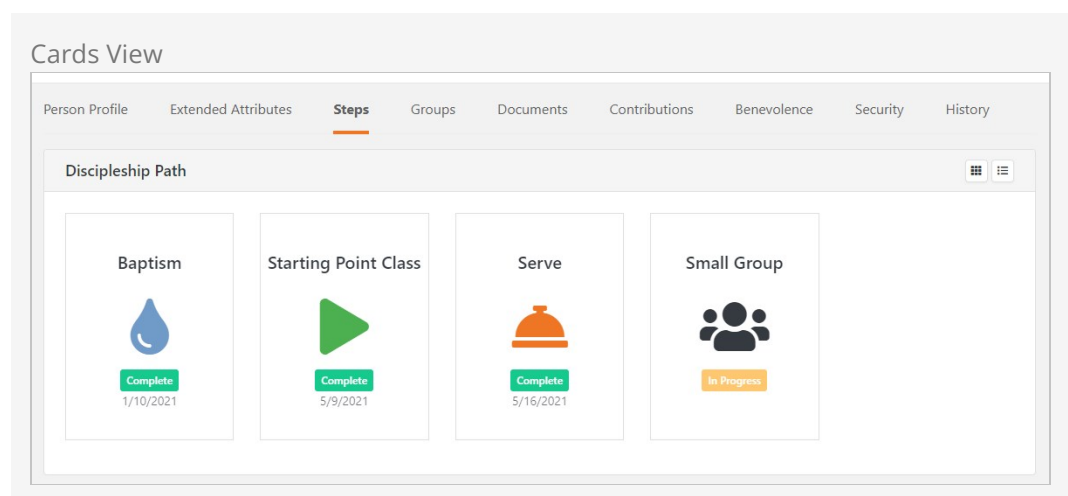 Cards View
Person Profile Extended Attributes Steps Groups Documents Contributions Benevolence Security History
Discipleship Path
Baptism Starting Point Class Serve Small Group
Complete Complete Complete In Progress
1/10/2021 5/9/2021 5/16/2021